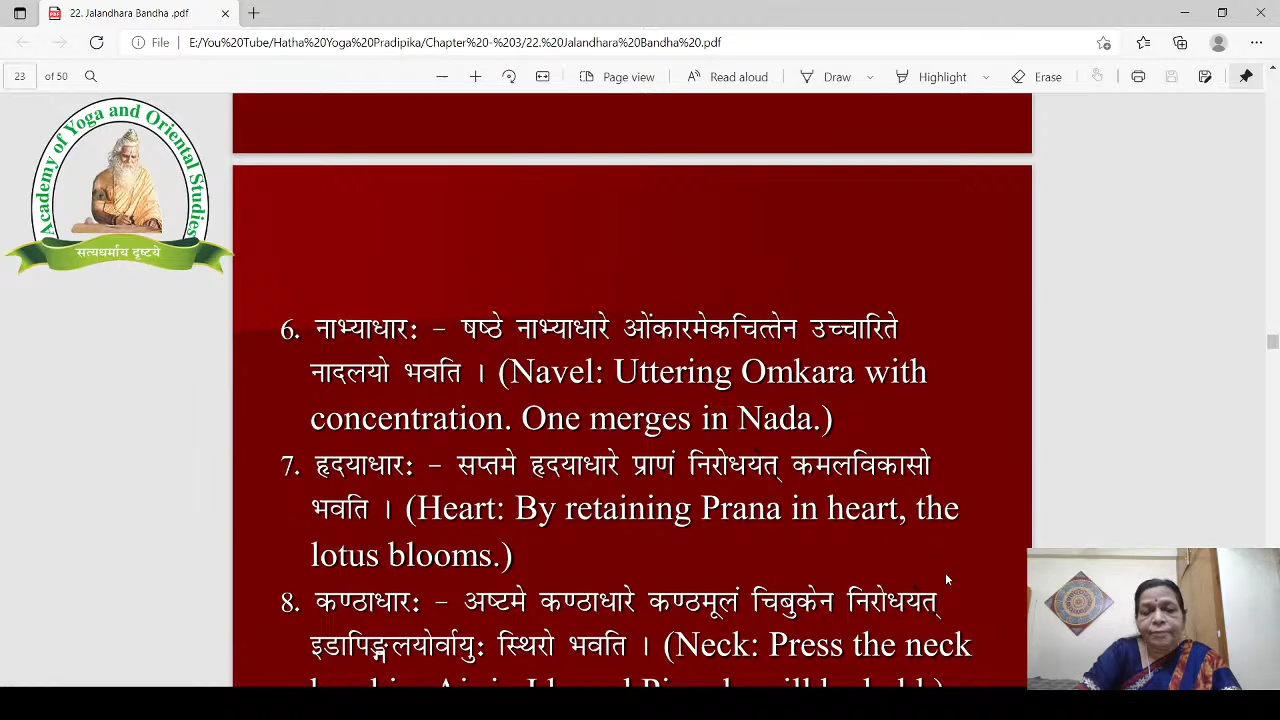 22. Jalandhara Bandha .pdf
File
E:/You%20Tube/Hatha%20Yoga%20Pradipika/Chapter%20-%203/22.%20Jalandhara%20Bandha%20.pdf
23 of 50
Page view
Read aloud
Draw
Highlight
Erase
Academy of Yoga and Oriental Studies
सत्यधर्माय दृष्टये
6. नाभ्याधारः - षष्ठे नाभ्याधारे ओंकारमेकचित्तेन उच्चारिते
नादलयो भवति । (Navel: Uttering Omkara with
concentration. One merges in Nada.)
7. हृदयाधारः - सप्तमे हृदयाधारे प्राणं निरोधयेत् कमलविकासो
भवति । (Heart: By retaining Prana in heart, the
lotus blooms.)
8. कण्ठाधारः - अष्टमे कण्ठाधारे कण्ठमूलं चिबुकेन निरोधयेत्
इडापिङ्गलयोर्वायुः स्थिरो भवति । (Neck: Press the neck